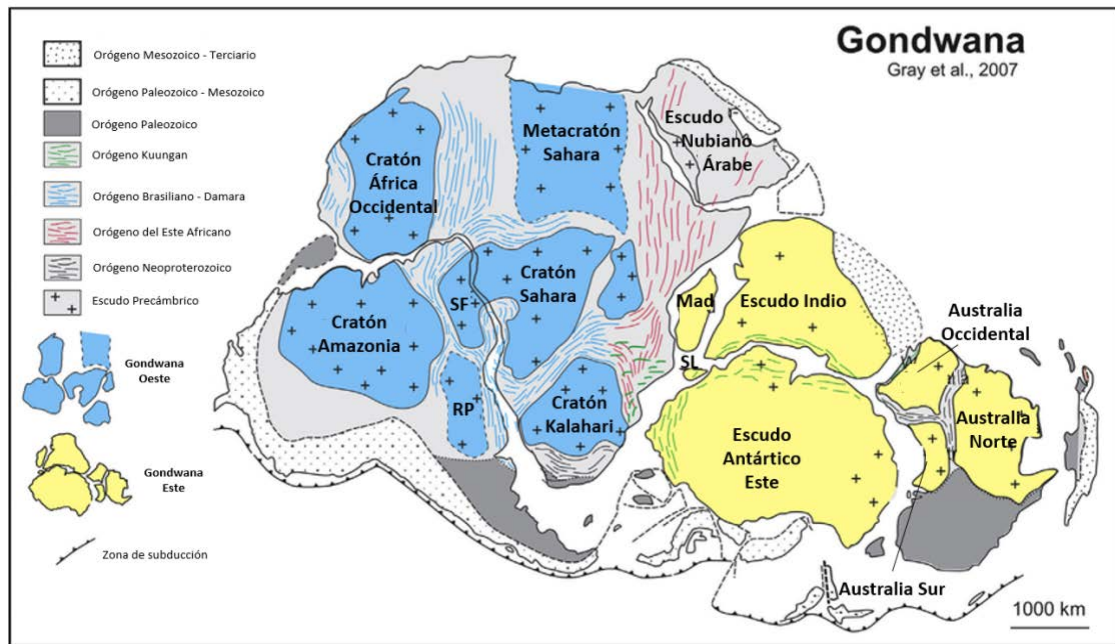 Gondwana
Gray et al., 2007
Orógeno Mesozoico - Terciario
Orógeno Paleozoico - Mesozoico
Orógeno Paleozoico
Orógeno Kuungan
Orógeno Brasiliano - Damara
Orógeno del Este Africano
Orógeno Neoproterozoico
Escudo Precámbrico
Gondwana
Oeste
Gondwana
Este
Zona de subducción
Cratón
África
Occidental
Metacratón
Sahara
Escudo
Nubiano
Árabe
Cratón
Amazonia
SF
Cratón
Sahara
RP
Cratón
Kalahari
Mad
SL
Escudo Indio
Escudo
Antártico
Este
Australia
Occidental
Australia
Norte
Australia Sur
1000 km